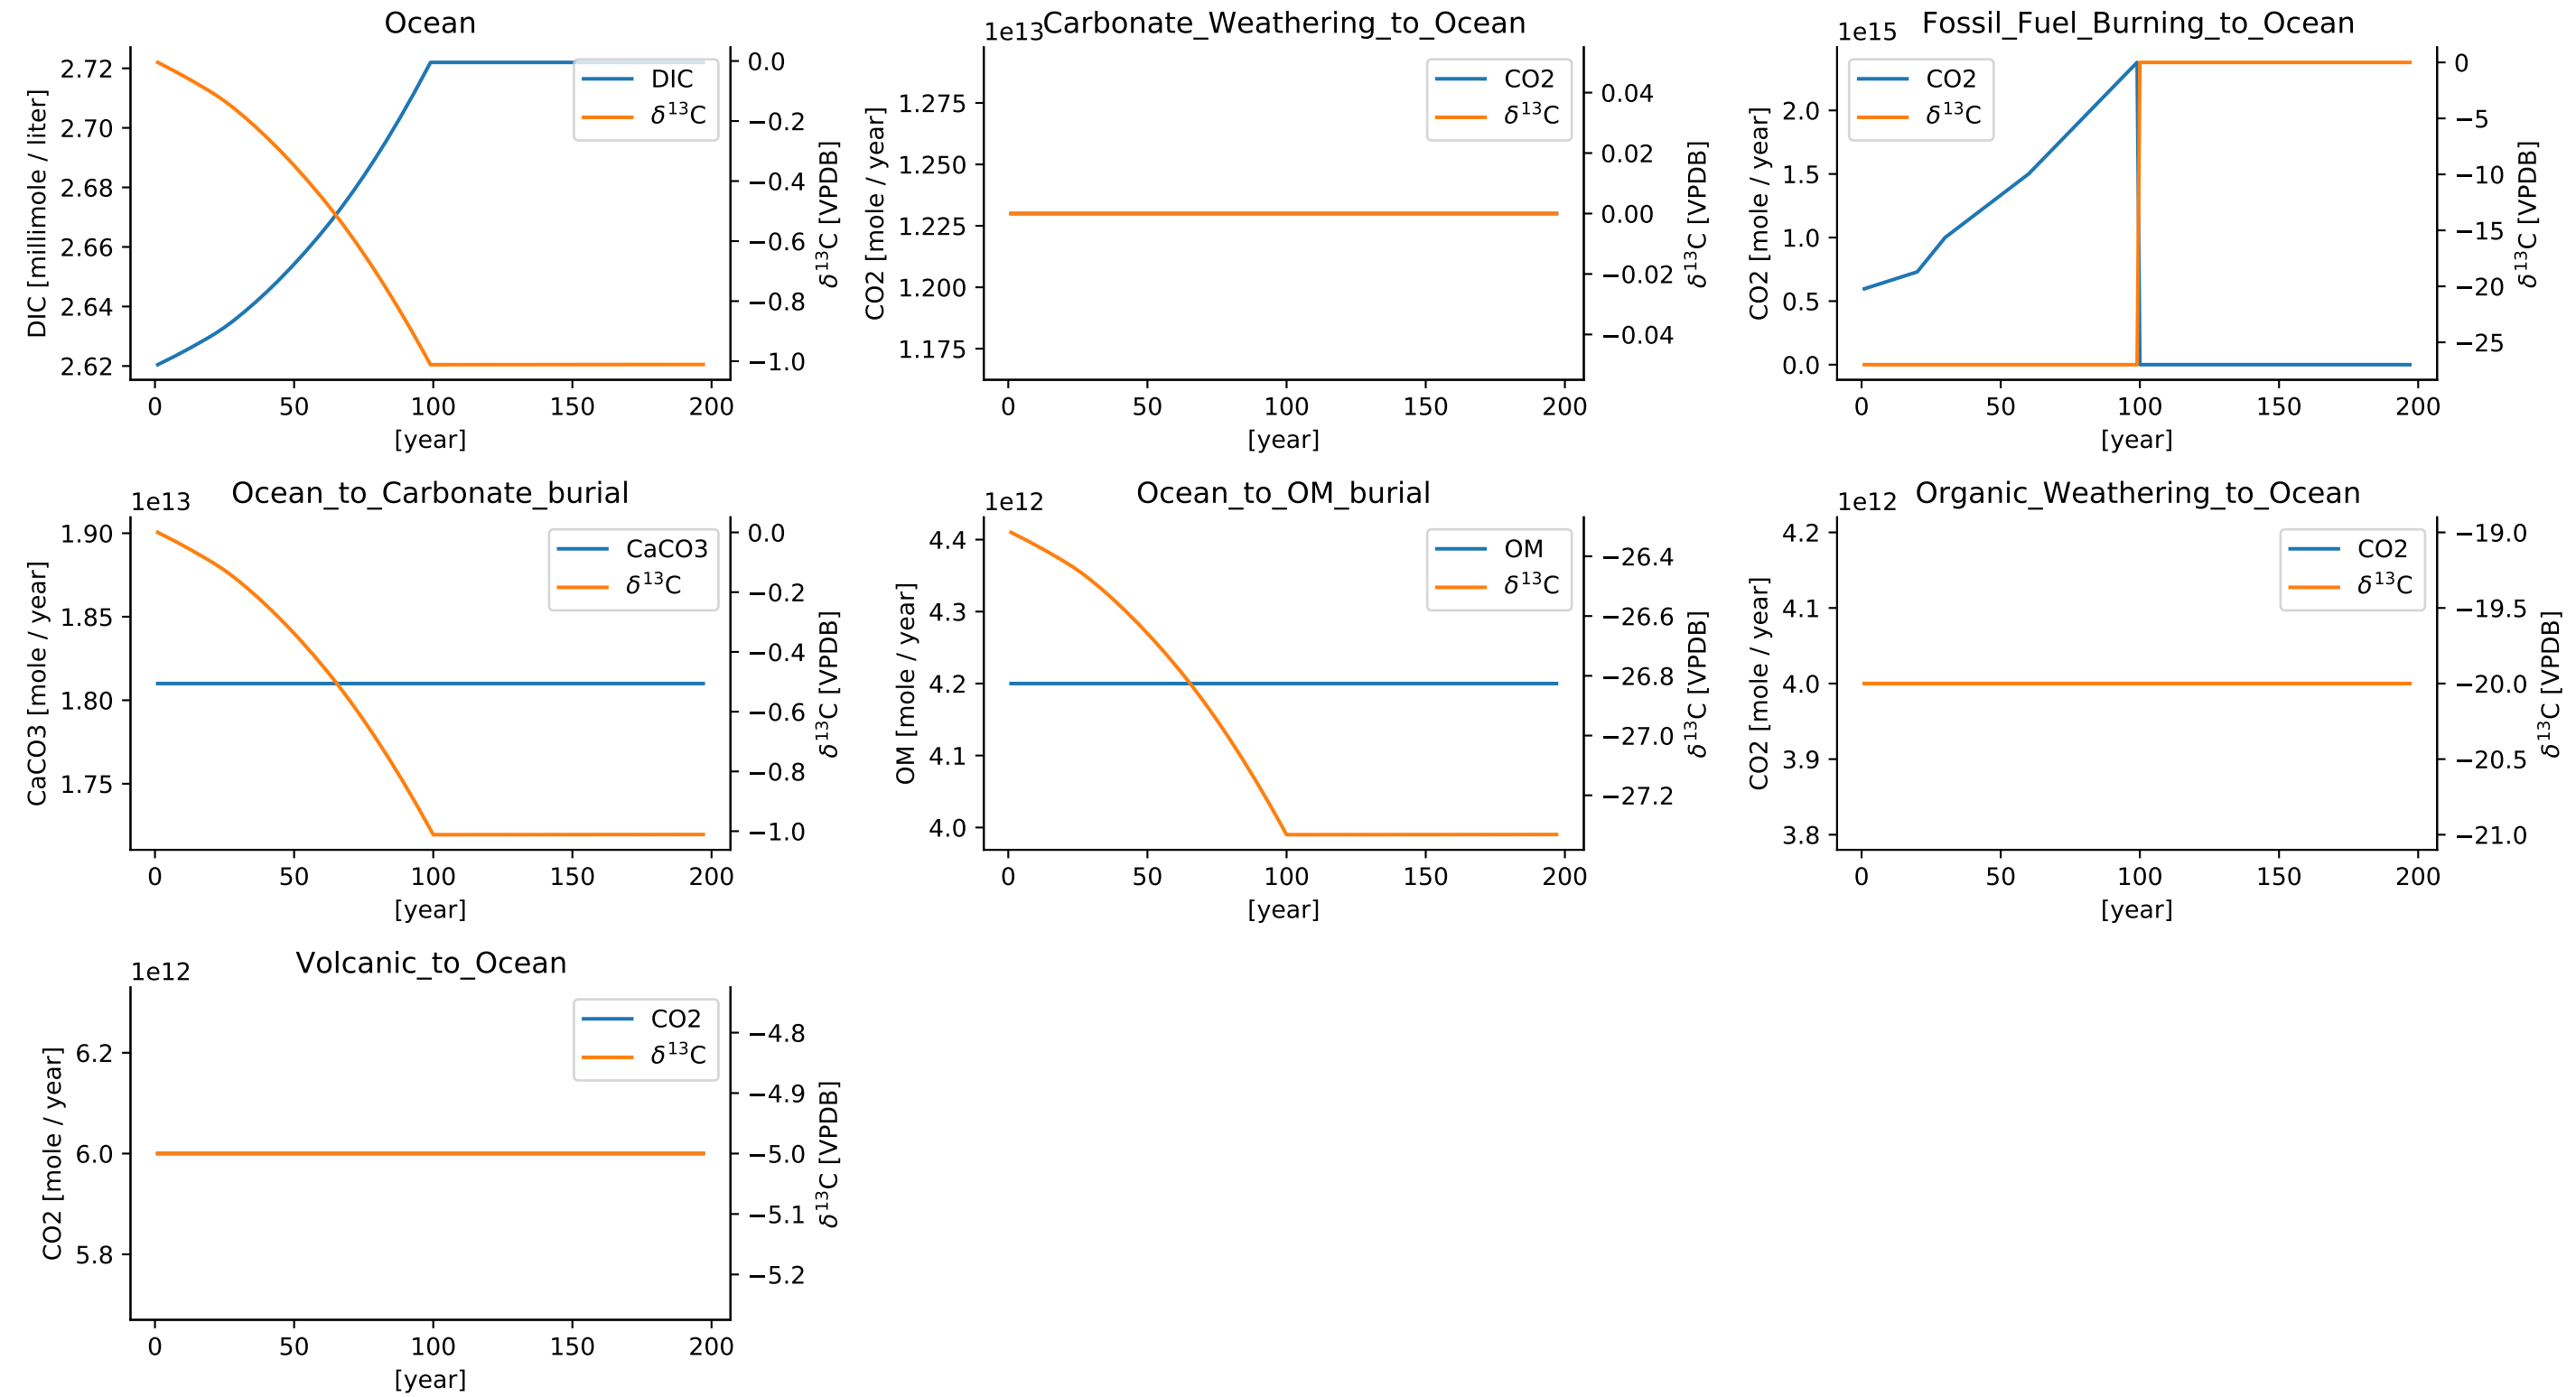 Ocean
DIC [millimole / liter]
2.72
2.70
2.68
2.66
2.64
2.62
0.0
−0.2
−0.4
−0.6
−0.8
−1.0
δ¹³C [VPDB]
DIC
δ¹³C
0 50 100 150 200
[year]
Carbonate_Weathering_to_Ocean
1e13
CO2 [mole / year]
1.275
1.250
1.225
1.200
1.175
0.04
0.02
0.00
−0.02
−0.04
δ¹³C [VPDB]
CO2
δ¹³C
0 50 100 150 200
[year]
Fossil_Fuel_Burning_to_Ocean
1e15
CO2 [mole / year]
2.0
1.5
1.0
0.5
0.0
0
−5
−10
−15
−20
−25
δ¹³C [VPDB]
CO2
δ¹³C
0 50 100 150 200
[year]
Ocean_to_Carbonate_burial
1e13
CaCO3 [mole / year]
1.90
1.85
1.80
1.75
0.0
−0.2
−0.4
−0.6
−0.8
−1.0
δ¹³C [VPDB]
CaCO3
δ¹³C
0 50 100 150 200
[year]
Ocean_to_OM_burial
1e12
OM [mole / year]
4.4
4.3
4.2
4.1
4.0
−26.4
−26.6
−26.8
−27.0
−27.2
δ¹³C [VPDB]
OM
δ¹³C
0 50 100 150 200
[year]
Organic_Weathering_to_Ocean
1e12
CO2 [mole / year]
4.2
4.1
4.0
3.9
3.8
−19.0
−19.5
−20.0
−20.5
−21.0
δ¹³C [VPDB]
CO2
δ¹³C
0 50 100 150 200
[year]
Volcanic_to_Ocean
1e12
CO2 [mole / year]
6.2
6.0
5.8
−4.8
−4.9
−5.0
−5.1
−5.2
δ¹³C [VPDB]
CO2
δ¹³C
0 50 100 150 200
[year]